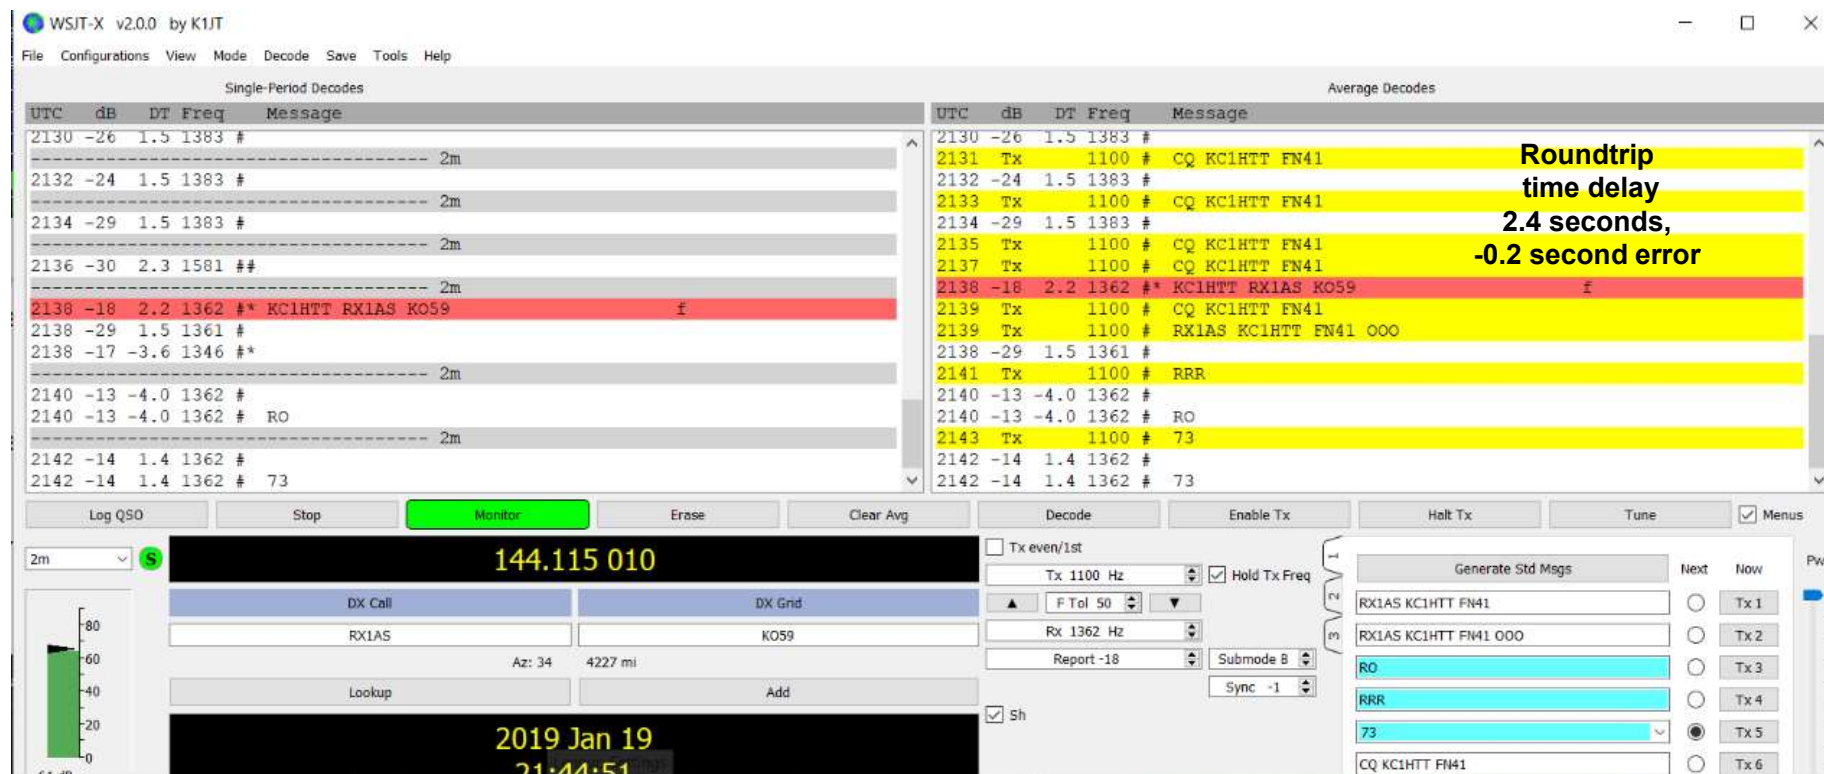 WSJT-X v2.0.0 by K1JT
File Configurations View Mode Decode Save Tools Help
Single-Period Decodes
UTC dB DT Freq Message
2130 -26 1.5 1383 #
------------------------------------ 2m
2132 -24 1.5 1383 #
------------------------------------ 2m
2134 -29 1.5 1383 #
------------------------------------ 2m
2136 -30 2.3 1581 ##
------------------------------------ 2m
2138 -18 2.2 1362 #* KC1HTT RX1AS KO59 f
2138 -29 1.5 1361 #
2138 -17 -3.6 1346 #*
------------------------------------ 2m
2140 -13 -4.0 1362 #
2140 -13 -4.0 1362 # RO
------------------------------------ 2m
2142 -14 1.4 1362 #
2142 -14 1.4 1362 # 73
Average Decodes
UTC dB DT Freq Message
2130 -26 1.5 1383 #
2131 Tx 1100 # CQ KC1HTT FN41
2132 -24 1.5 1383 #
2133 Tx 1100 # CQ KC1HTT FN41
2134 -29 1.5 1383 #
2135 Tx 1100 # CQ KC1HTT FN41
2137 Tx 1100 # CQ KC1HTT FN41
2138 -18 2.2 1362 #* KC1HTT RX1AS KO59 f
2139 Tx 1100 # CQ KC1HTT FN41
2139 Tx 1100 # RX1AS KC1HTT FN41 OOO
2138 -29 1.5 1361 #
2141 Tx 1100 # RRR
2140 -13 -4.0 1362 #
2140 -13 -4.0 1362 # RO
2143 Tx 1100 # 73
2142 -14 1.4 1362 #
2142 -14 1.4 1362 # 73
Roundtrip
time delay
2.4 seconds,
-0.2 second error
Log QSO Stop Monitor Erase Clear Avg Decode Enable Tx Halt Tx Tune Menus
2m S
144.115 010
DX Call DX Grid
RX1AS KO59
Az: 34 4227 mi
Lookup Add
2019 Jan 19
21:44:51
80
60
40
20
0
Tx even/1st
Tx 1100 Hz Hold Tx Freq
F Tol 50
Rx 1362 Hz
Report -18 Submode B
Sync -1
Sh
1
2
3
Generate Std Msgs Next Now
RX1AS KC1HTT FN41 Tx 1
RX1AS KC1HTT FN41 OOO Tx 2
RO Tx 3
RRR Tx 4
73 Tx 5
CQ KC1HTT FN41 Tx 6